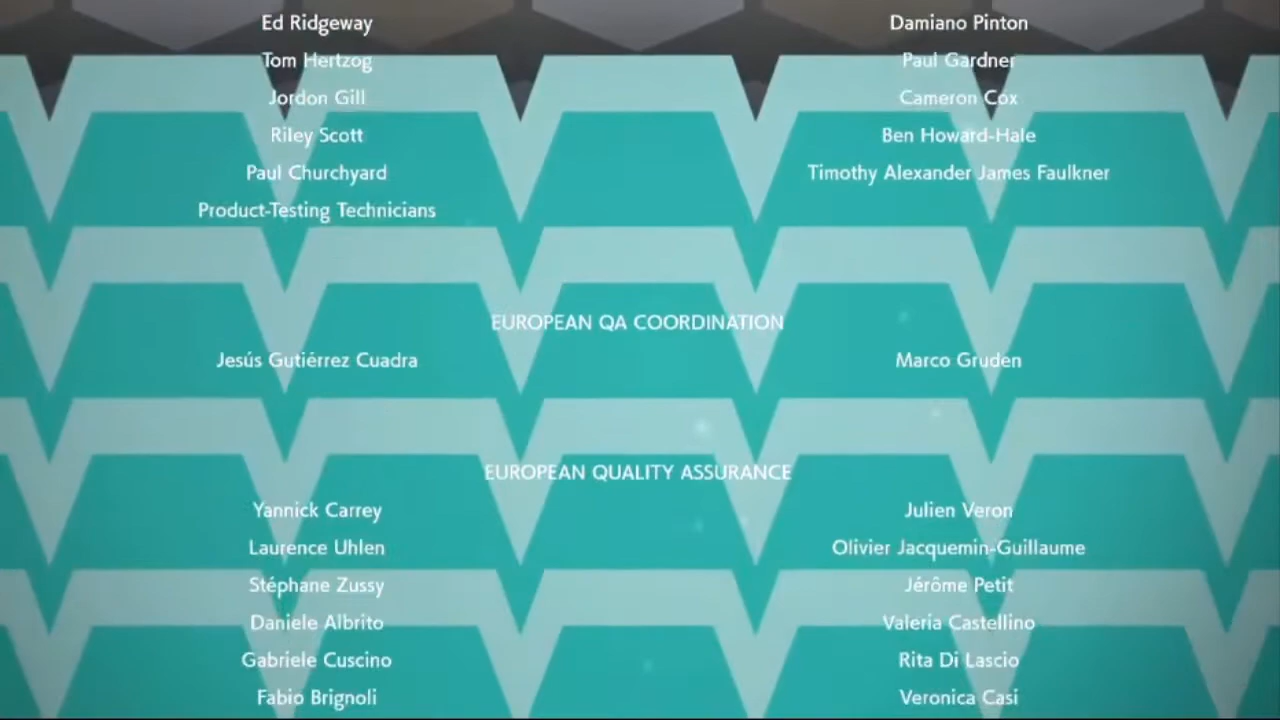 Ed Ridgeway Damiano Pinton
Tom Hertzog Paul Gardner
Jordon Gill Cameron Cox
Riley Scott Ben Howard-Hale
Paul Churchyard Timothy Alexander James Faulkner
Product-Testing Technicians
EUROPEAN QA COORDINATION
Jesús Gutiérrez Cuadra Marco Gruden
EUROPEAN QUALITY ASSURANCE
Yannick Carrey Julien Veron
Laurence Uhlen Olivier Jacquemin-Guillaume
Stéphane Zussy Jérôme Petit
Daniele Albrito Valeria Castellino
Gabriele Cuscino Rita Di Lascio
Fabio Brignoli Veronica Casi